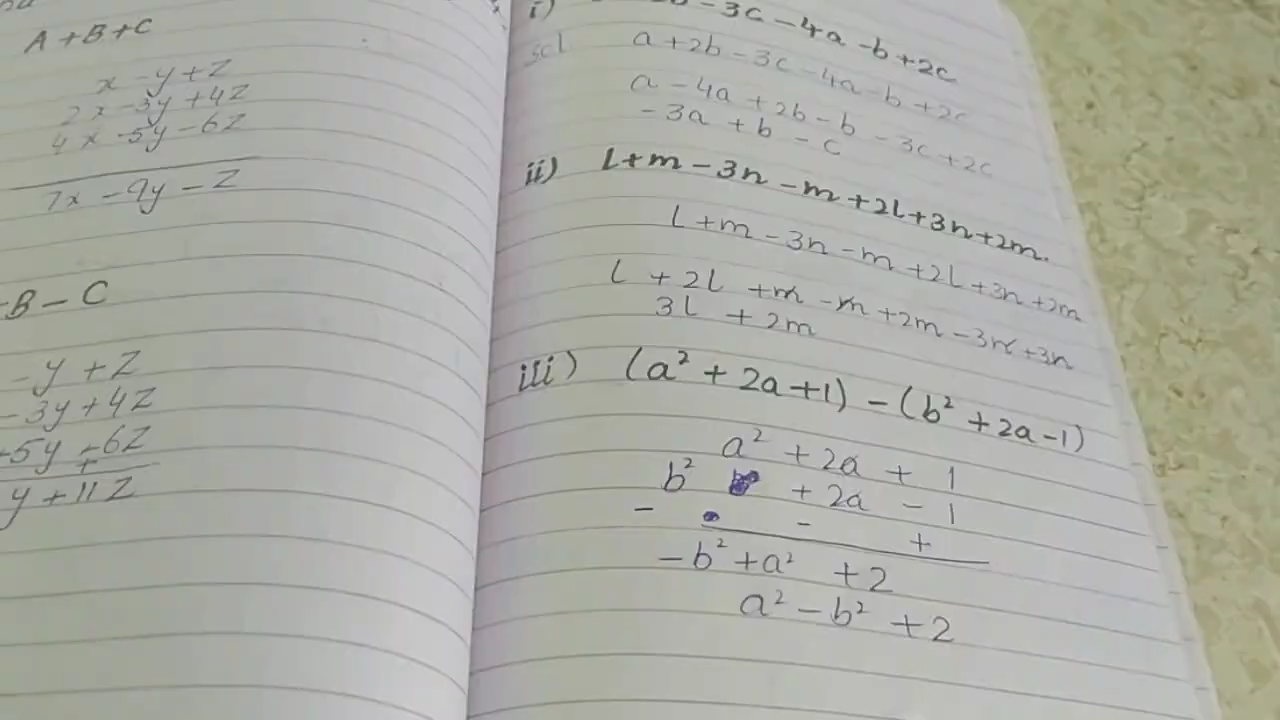 A + B + C
x - y + z
2x - 3y + 4z
4x - 5y - 6z
7x - 9y - z
- B - C
- y + z
- 3y + 4z
- 5y - 6z
+
y + 11z
i)
- 3c - 4a - b + 2c
sol a + 2b - 3c - 4a - b + 2c
a - 4a + 2b - b - 3c + 2c
- 3a + b - c
ii) l + m - 3n - m + 2l + 3n + 2m.
l + m - 3n - m + 2l + 3n + 2m
l + 2l + m - m + 2m - 3n + 3n
3l + 2m
iii) (a² + 2a + 1) - (b² + 2a - 1)
a² + 2a + 1
b² + 2a - 1
- - +
- b² + a² + 2
a² - b² + 2